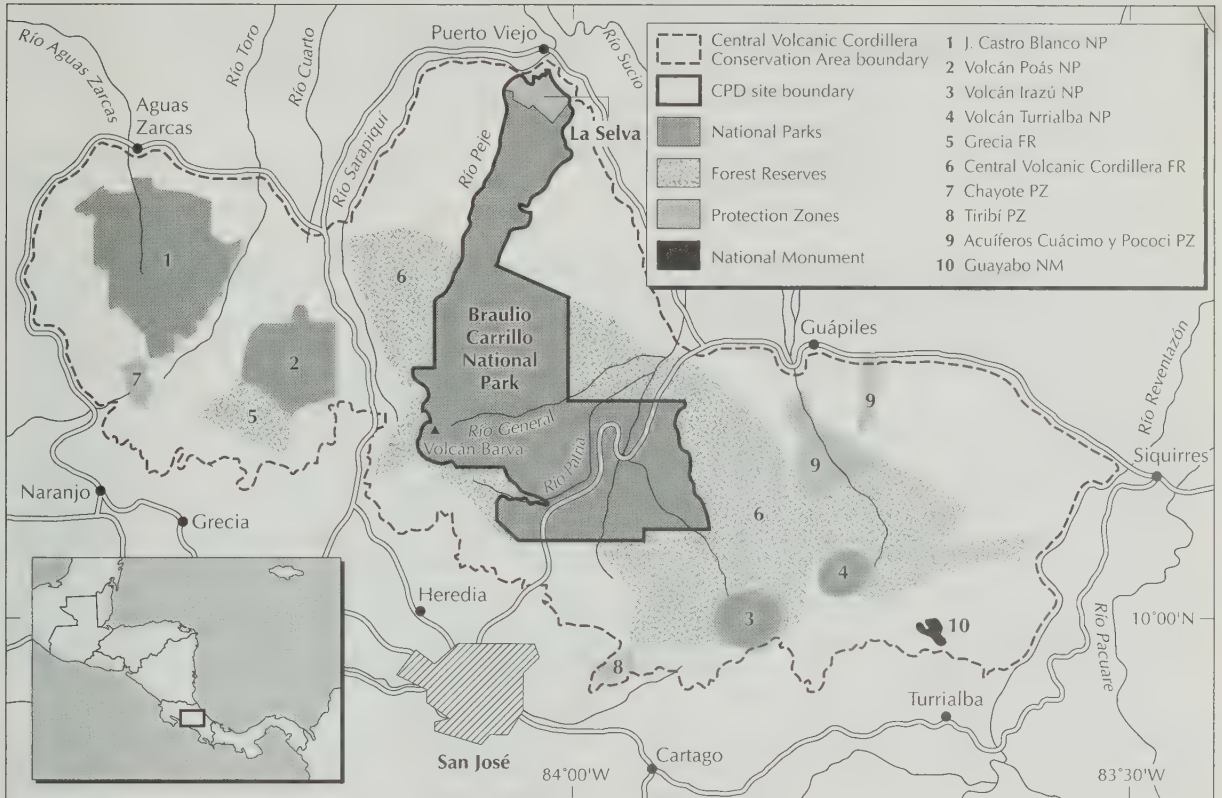 Río Aguas Zarcas
Río Toro
Río Cuarto
Puerto Viejo
Río Sucio
Aguas
Zarcas
Río Sarapiquí
Río Peje
La Selva
Central Volcanic Cordillera
Conservation Area boundary
CPD site boundary
National Parks
Forest Reserves
Protection Zones
National Monument
1 J. Castro Blanco NP
2 Volcán Poás NP
3 Volcán Irazú NP
4 Volcán Turrialba NP
5 Grecia FR
6 Central Volcanic Cordillera FR
7 Chayote PZ
8 Tiribí PZ
9 Acuíferos Cuácimo y Pococi PZ
10 Guayabo NM
1
6
Braulio
Carrillo
National
Park
Guápiles
Río Reventazón
2
7
5
9
Río General
Volcán Barva
Río Patria
9
Siquirres
Naranjo
Grecia
6
4
Heredia
3
10
10°00'N
8
Río Pacuare
Turrialba
San José
Cartago
84°00'W
83°30'W